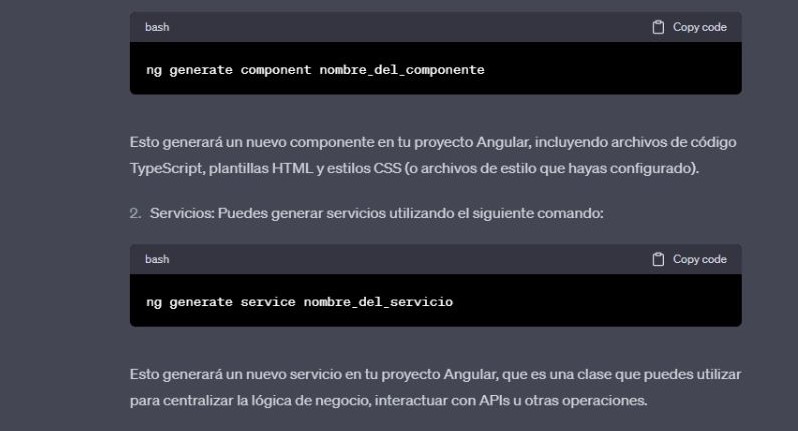 bash Copy code
ng generate component nombre_del_componente
Esto generará un nuevo componente en tu proyecto Angular, incluyendo archivos de código
TypeScript, plantillas HTML y estilos CSS (o archivos de estilo que hayas configurado).
2. Servicios: Puedes generar servicios utilizando el siguiente comando:
bash Copy code
ng generate service nombre_del_servicio
Esto generará un nuevo servicio en tu proyecto Angular, que es una clase que puedes utilizar
para centralizar la lógica de negocio, interactuar con APIs u otras operaciones.